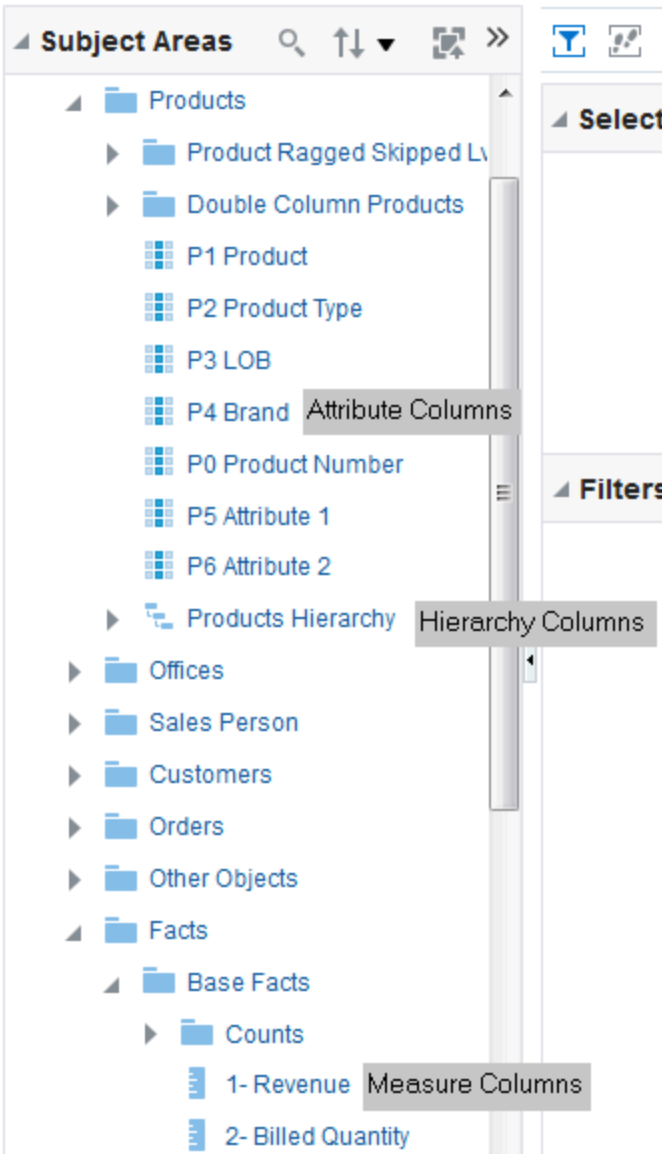 Subject Areas
Select
Products
Product Ragged Skipped Lv
Double Column Products
P1 Product
P2 Product Type
P3 LOB
P4 Brand Attribute Columns
P0 Product Number
Filters
P5 Attribute 1
P6 Attribute 2
Products Hierarchy Hierarchy Columns
Offices
Sales Person
Customers
Orders
Other Objects
Facts
Base Facts
Counts
1- Revenue Measure Columns
2- Billed Quantity